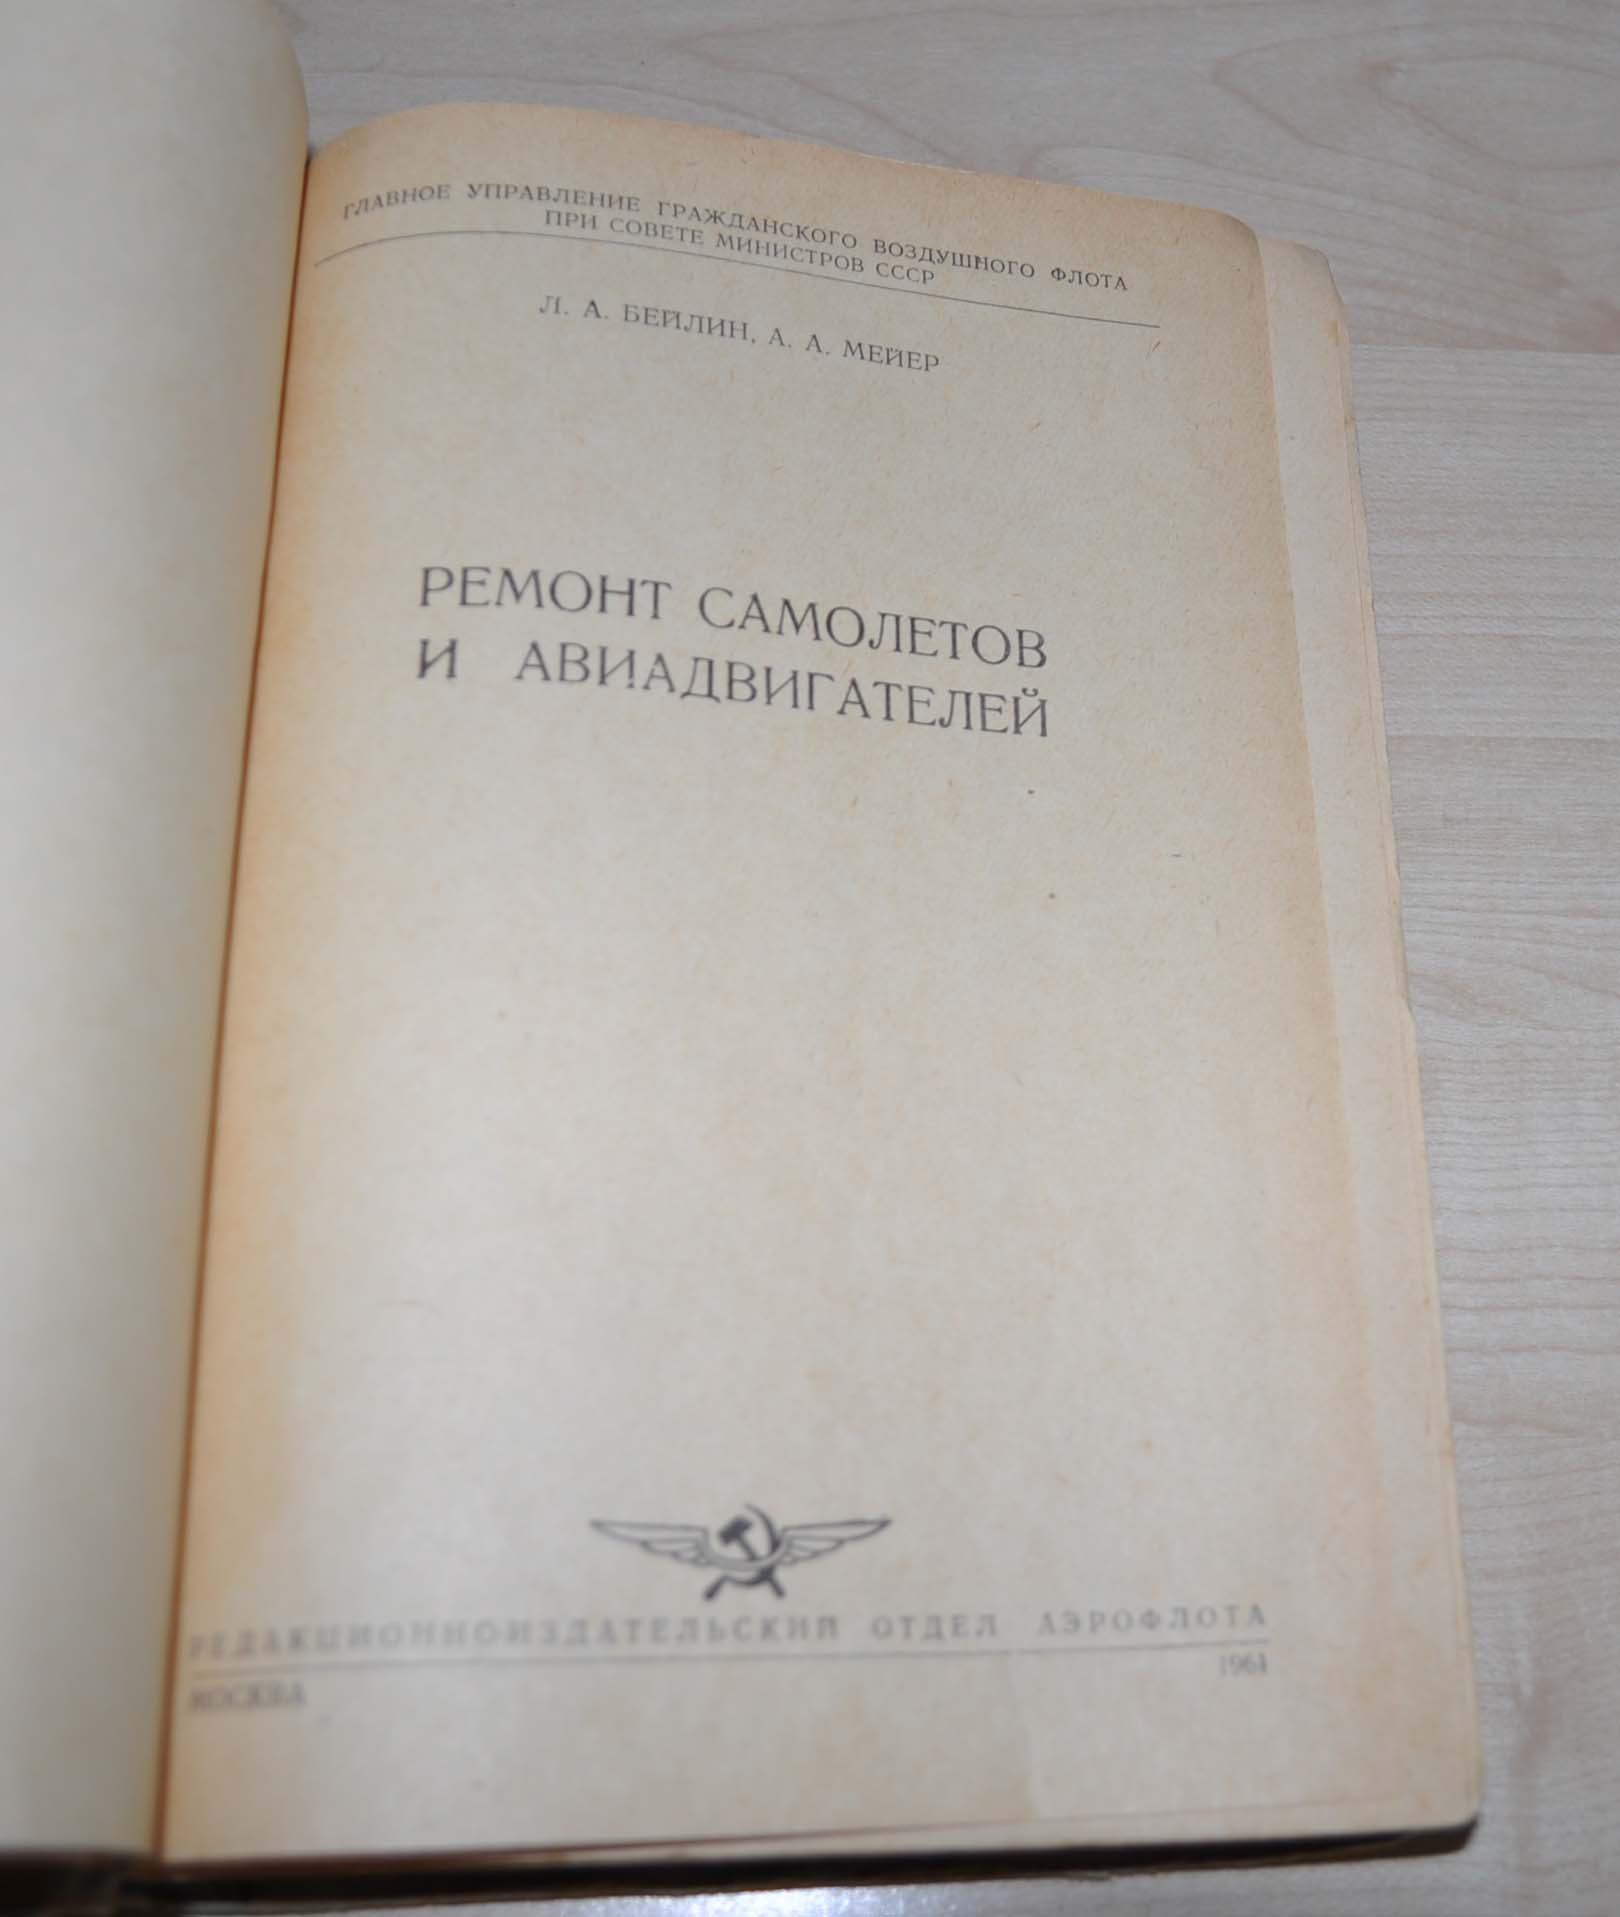 ГЛАВНОЕ УПРАВЛЕНИЕ ГРАЖДАНСКОГО ВОЗДУШНОГО ФЛОТА
ПРИ СОВЕТЕ МИНИСТРОВ СССР
Л. А. БЕЙЛИН, А. А. МЕЙЕР
РЕМОНТ САМОЛЕТОВ
И АВИАДВИГАТЕЛЕЙ
РЕДАКЦИОННОИЗДАТЕЛЬСКИЙ ОТДЕЛ АЭРОФЛОТА
МОСКВА